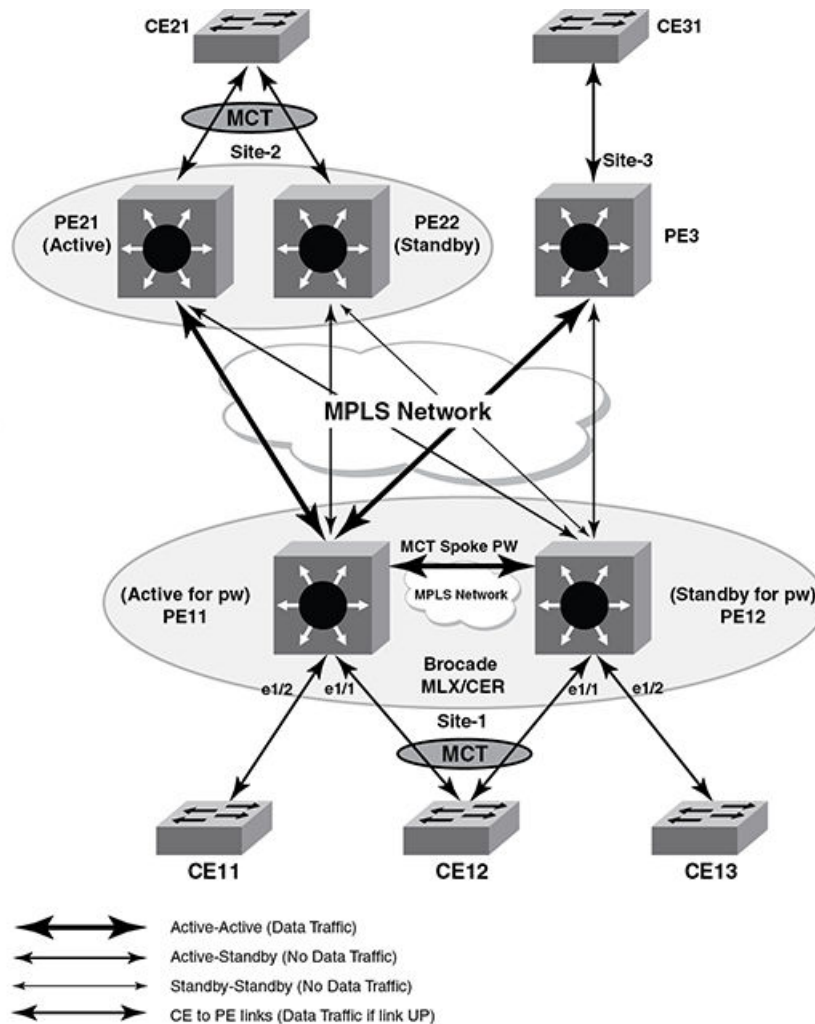 CE21
CE31
MCT
Site-2
Site-3
PE21
(Active)
PE22
(Standby)
PE3
MPLS Network
MCT Spoke PW
MPLS Network
(Active for pw)
PE11
(Standby for pw)
PE12
Brocade
MLX/CER
e1/2
e1/1
e1/1
e1/2
Site-1
MCT
CE11
CE12
CE13
Active-Active (Data Traffic)
Active-Standby (No Data Traffic)
Standby-Standby (No Data Traffic)
CE to PE links (Data Traffic if link UP)